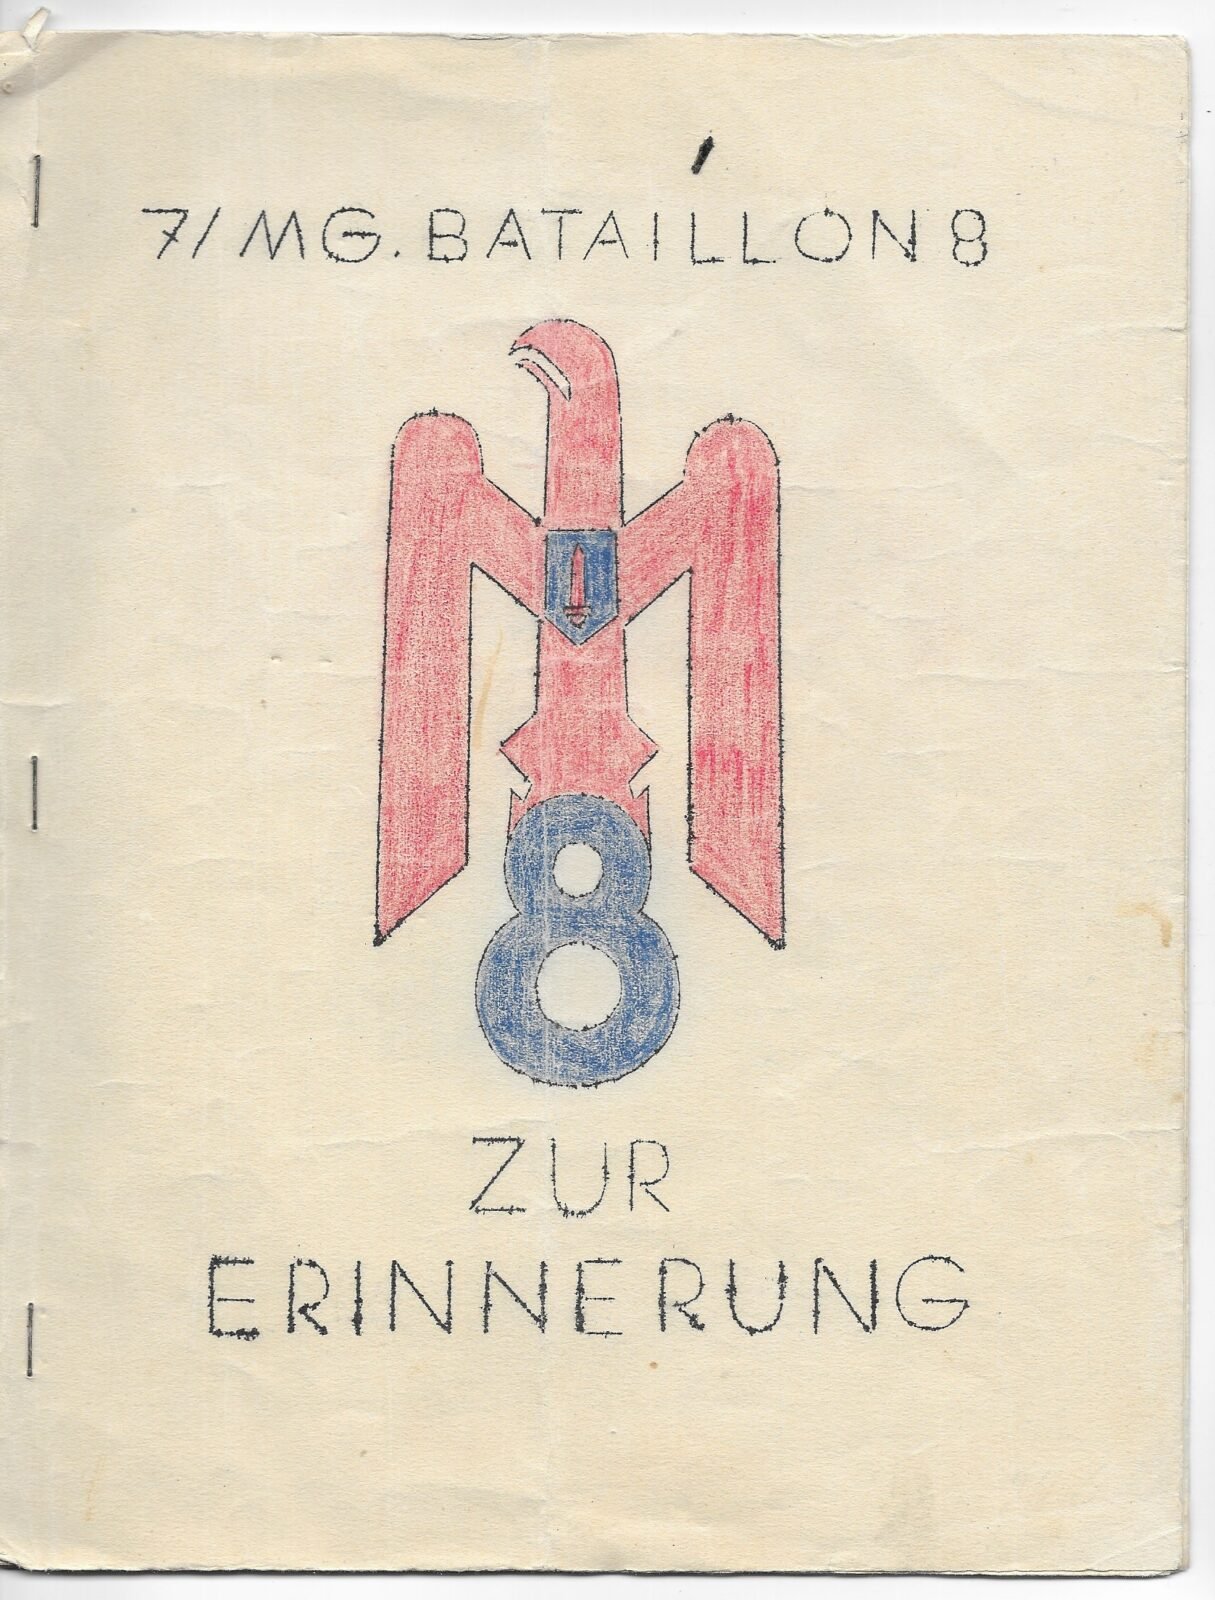 7/ MG. BATAILLON 8
8
ZUR
ERINNERUNG